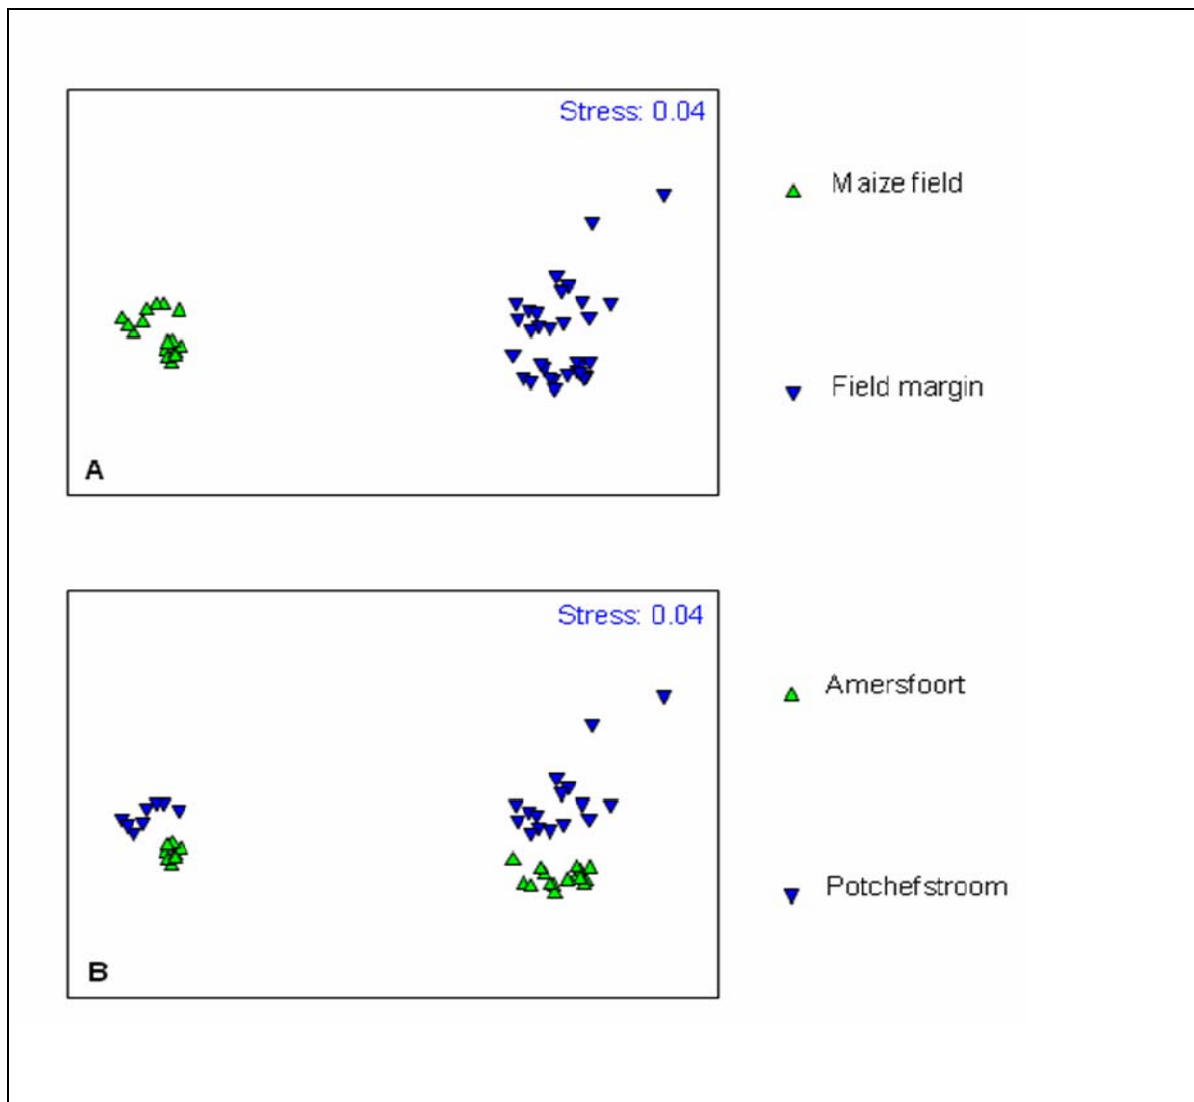 Stress: 0.04
Maize field
Field margin
A
Stress: 0.04
Amersfoort
Potchefstroom
B